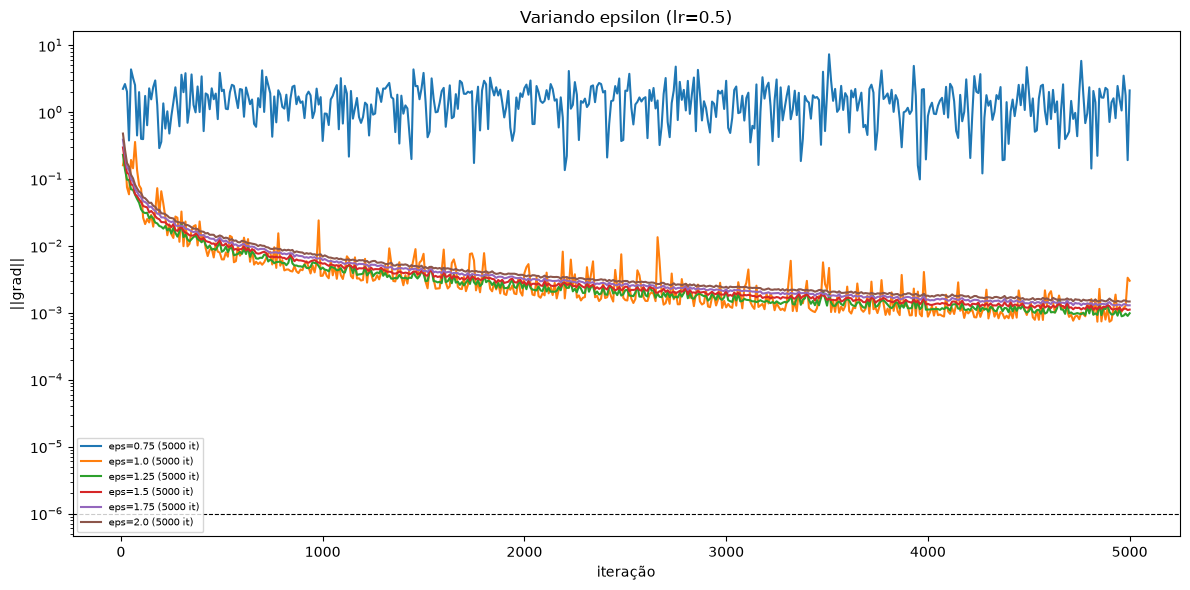 Variando epsilon (lr=0.5)
||grad||
10^1
10^0
10^-1
10^-2
10^-3
10^-4
10^-5
10^-6
eps=0.75 (5000 it)
eps=1.0 (5000 it)
eps=1.25 (5000 it)
eps=1.5 (5000 it)
eps=1.75 (5000 it)
eps=2.0 (5000 it)
0 1000 2000 3000 4000 5000
iteração